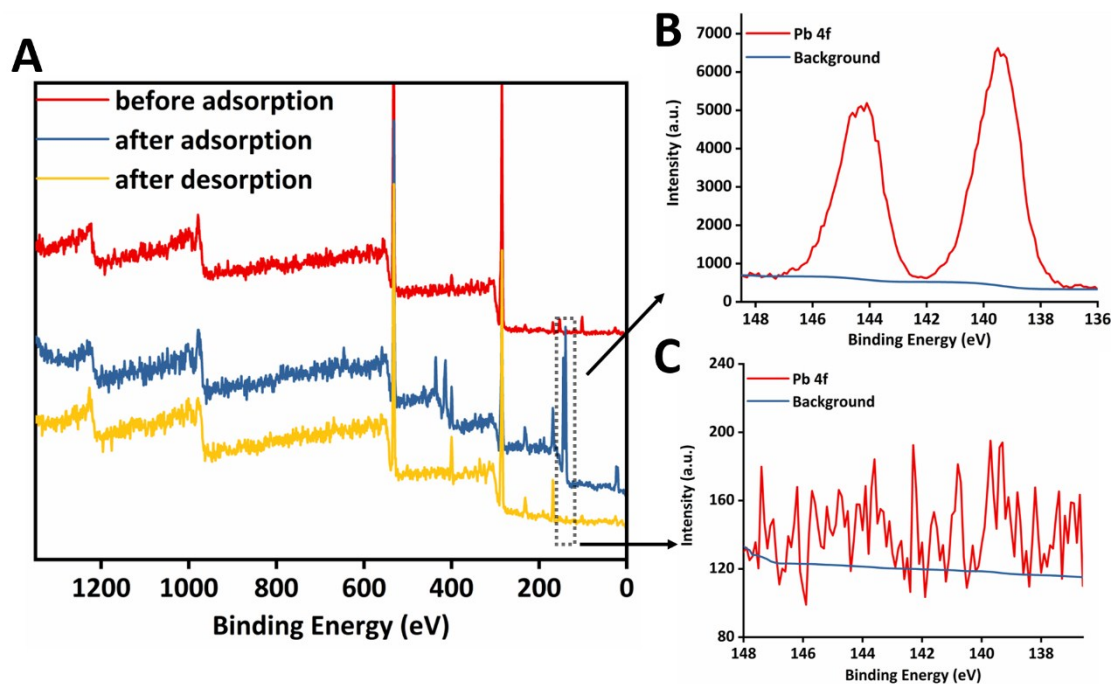 A
before adsorption
after adsorption
after desorption
1200 1000 800 600 400 200 0
Binding Energy (eV)
B
Pb 4f
Background
7000
6000
5000
4000
3000
2000
1000
0
Intensity (a.u.)
148 146 144 142 140 138 136
Binding Energy (eV)
C
Pb 4f
Background
240
200
160
120
80
Intensity (a.u.)
148 146 144 142 140 138
Binding Energy (eV)